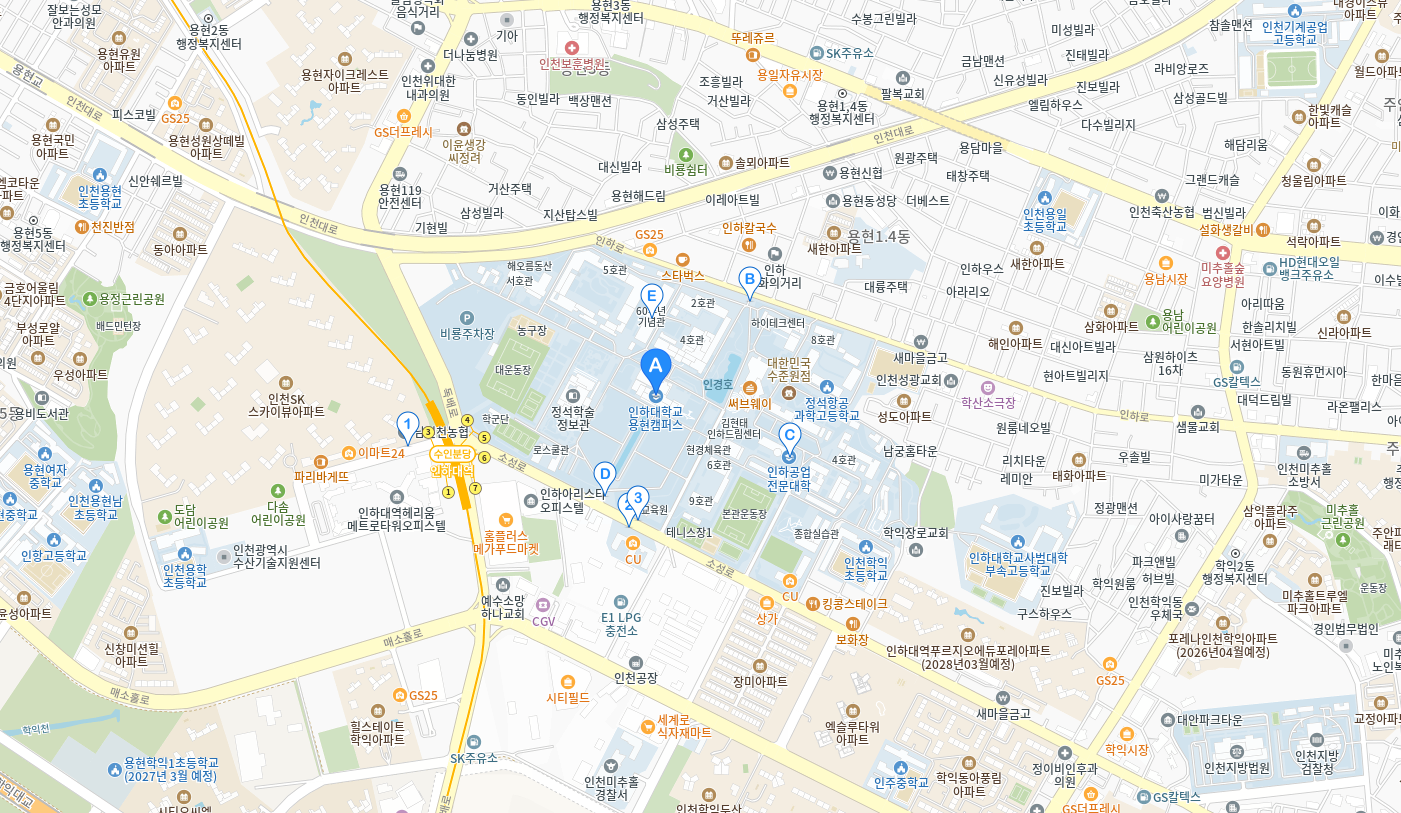 잘보는성모
안과의원
용현2동
행정복지센터
음식거리
기아
용현3동
행정복지센터
뚜레쥬르
수봉그린빌라
미성빌라
참솔맨션
인천기계공업
고등학교
대경이스뷰
아파트
용현유원
아파트
더나눔병원
인천보훈병원
SK주유소
진태빌라
금남맨션
용현자이크레스트
아파트
인천위대한
내과의원
조흥빌라
용일자유시장
팔복교회
신유성빌라
라비앙로즈
월드아파트
용현교
인천대로
피스코빌
GS25
동인빌라
백상맨션
거산빌라
용현1,4동
행정복지센터
진보빌라
엘림하우스
삼성골드빌
한빛캐슬
아파트
용현국민
아파트
용현성원상떼빌
아파트
GS더프레시
이윤생강
씨정려
삼성주택
인천대로
다수빌리지
해담리움
인천용현
초등학교
신안쉐르빌
용현119
안전센터
거산주택
대신빌라
비룡쉼터
솔뫼아파트
용현신협
원광주택
용담마을
태창주택
그랜드캐슬
청울림아파트
용현5동
행정복지센터
천진반점
동아아파트
인천대로
기현빌
삼성빌라
지산탑스빌
용현해드림
이레아트빌
용현동성당
더베스트
인천용일
초등학교
인천축산농협
범신빌라
설화생갈비
석락아파트
인하로
GS25
인하칼국수
새한아파트
용현1.4동
새한아파트
금호어울림
용정근린공원
배드민턴장
해오름동산
서호관
5호관
스타벅스
인하
B
대륭주택
인하우스
아라리오
용남시장
미추홀숲
요양병원
HD현대오일
뱅크주유소
부성로얄
아파트
우성아파트
비룡주차장
농구장
E
기념관
2호관
4호관
하이테크센터
8호관
해인아파트
삼화아파트
용남
어린이공원
아리따움
한솔리치빌
서현아트빌
신라아파트
대신아트빌라
대운동장
A
인하대학교
용현캠퍼스
인경호
대한민국
수준원점
써브웨이
정석학공
과학고등학교
새마을금고
인천성광교회
학산소극장
현아트빌리지
삼원하이츠
16차
GS칼텍스
동원휴먼시아
인천SK
스카이뷰아파트
독배로
정석학술
정보관
김현태
인하드림센터
성도아파트
원룸네오빌
인하로
샘물교회
대덕드림빌
라온팰리스
1
3
4
5
6
수인분당
인하대역
학군단
소성로
로스쿨관
현경체육관
6호관
C
인하공업
전문대학
4호관
남궁홈타운
리치타운
레미안
태화아파트
우솔빌
인천미추홀
소방서
인천용현여자
중학교
이마트24
파리바게뜨
1
7
D
인하아리스타
오피스텔
2
3
9호관
본관운동장
테니스장1
종합실습관
미가타운
정광맨션
아이사랑꿈터
삼익플라주
아파트
미추홀
근린공원
인천용현남
초등학교
도담
어린이공원
다솜
어린이공원
인하대역헤리움
메트로타워오피스텔
홈플러스
메가푸드마켓
CU
소성로
학익장로교회
인하대학교사범대학
부속고등학교
인항고등학교
인천용학
초등학교
인천광역시
수산기술지원센터
인천학익
초등학교
파크앤빌
허브빌
학익원룸
학익2동
행정복지센터
운동장
예수소망
하나교회
CGV
E1 LPG
충전소
CU
상가
킹콩스테이크
보화장
진보빌라
구스하우스
인천학익동
우체국
미추홀트루엘
파크아파트
경인법무법인
윤성아파트
신창미션힐
아파트
매소홀로
인천공장
장미아파트
인하대역푸르지오에듀포레아파트
(2028년03월예정)
포레나인천학익아파트
(2026년04월예정)
GS25
매소홀로
GS25
힐스테이트
학익아파트
시티필드
세계로
식자재마트
엑슬루타워
아파트
새마을금고
학익시장
대안파크타운
교정아파트
학익천
용현학익1초등학교
(2027년 3월 예정)
SK주유소
인천미추홀
경찰서
인주중학교
학익동아풍림
아파트
정이비인후과
의원
인천지방법원
인천지방
검찰청
GS더프레시
GS칼텍스